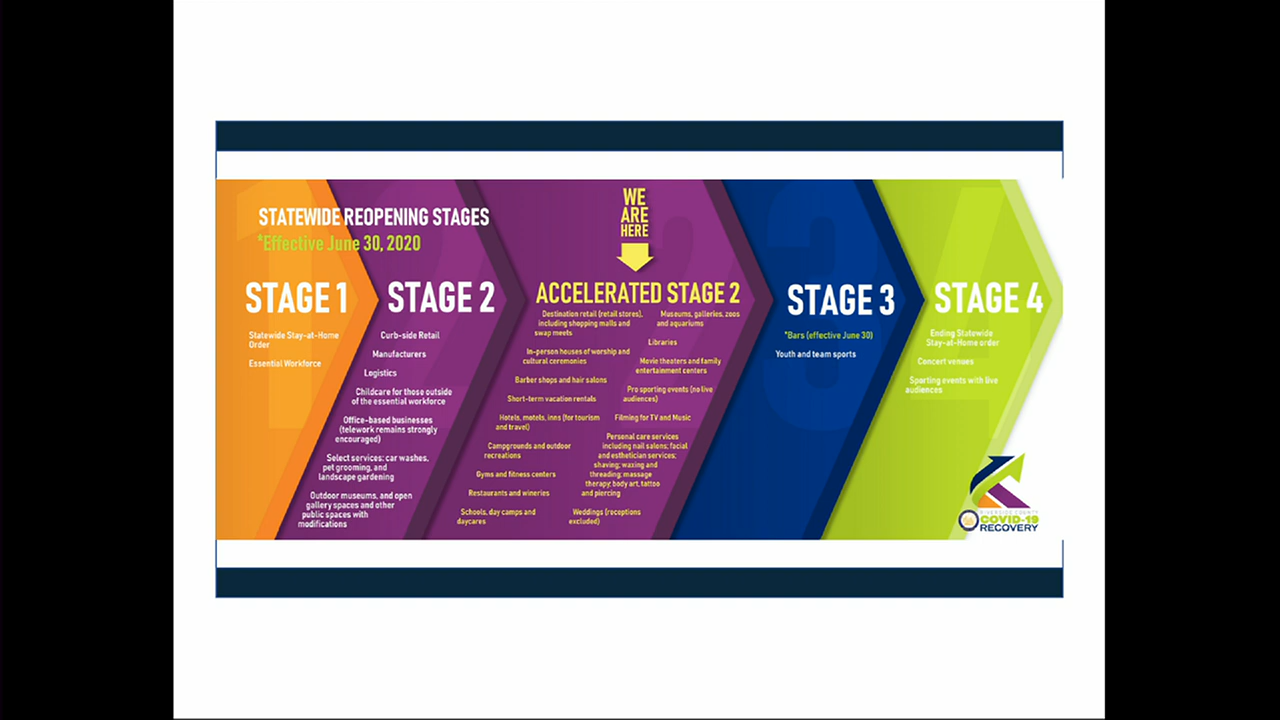 STATEWIDE REOPENING STAGES
*Effective June 30, 2020
WE
ARE
HERE
STAGE 1
Statewide Stay-at-Home
Order
Essential Workforce
STAGE 2
Curb-side Retail
Manufacturers
Logistics
Childcare for those outside
of the essential workforce
Office-based businesses
(telework remains strongly
encouraged)
Select services: car washes,
pet grooming, and
landscape gardening
Outdoor museums, and open
gallery spaces and other
public spaces with
modifications
ACCELERATED STAGE 2
Destination retail (retail stores),
including shopping malls and
swap meets
In-person houses of worship and
cultural ceremonies
Barber shops and hair salons
Short-term vacation rentals
Hotels, motels, inns (for tourism
and travel)
Campgrounds and outdoor
recreations
Gyms and fitness centers
Restaurants and wineries
Schools, day camps and
daycares
Museums, galleries, zoos
and aquariums
Libraries
Movie theaters and family
entertainment centers
Pro sporting events (no live
audiences)
Filming for TV and Music
Personal care services
including nail salons; facial
and esthetician services;
shaving; waxing and
threading; massage
therapy; body art, tattoo
and piercing
Weddings (receptions
excluded)
STAGE 3
*Bars (effective June 30)
Youth and team sports
STAGE 4
Ending Statewide
Stay-at-Home order
Concert venues
Sporting events with live
audiences
RIVERSIDE COUNTY
COVID-19
RECOVERY
1
2
2
3
4